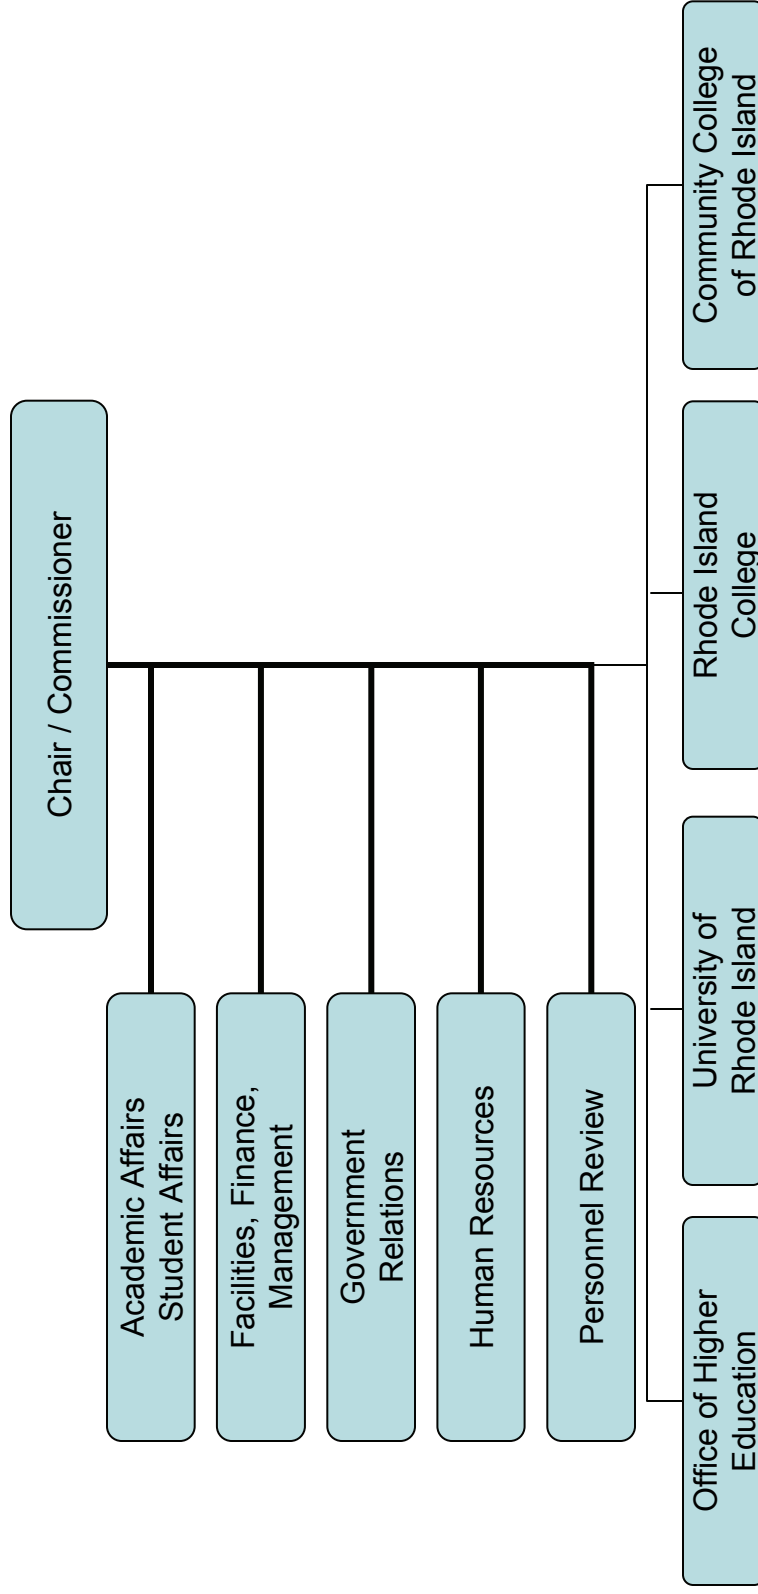 Chair / Commissioner
Academic Affairs
Student Affairs
Facilities, Finance,
Management
Government
Relations
Human Resources
Personnel Review
Office of Higher
Education
University of
Rhode Island
Rhode Island
College
Community College
of Rhode Island